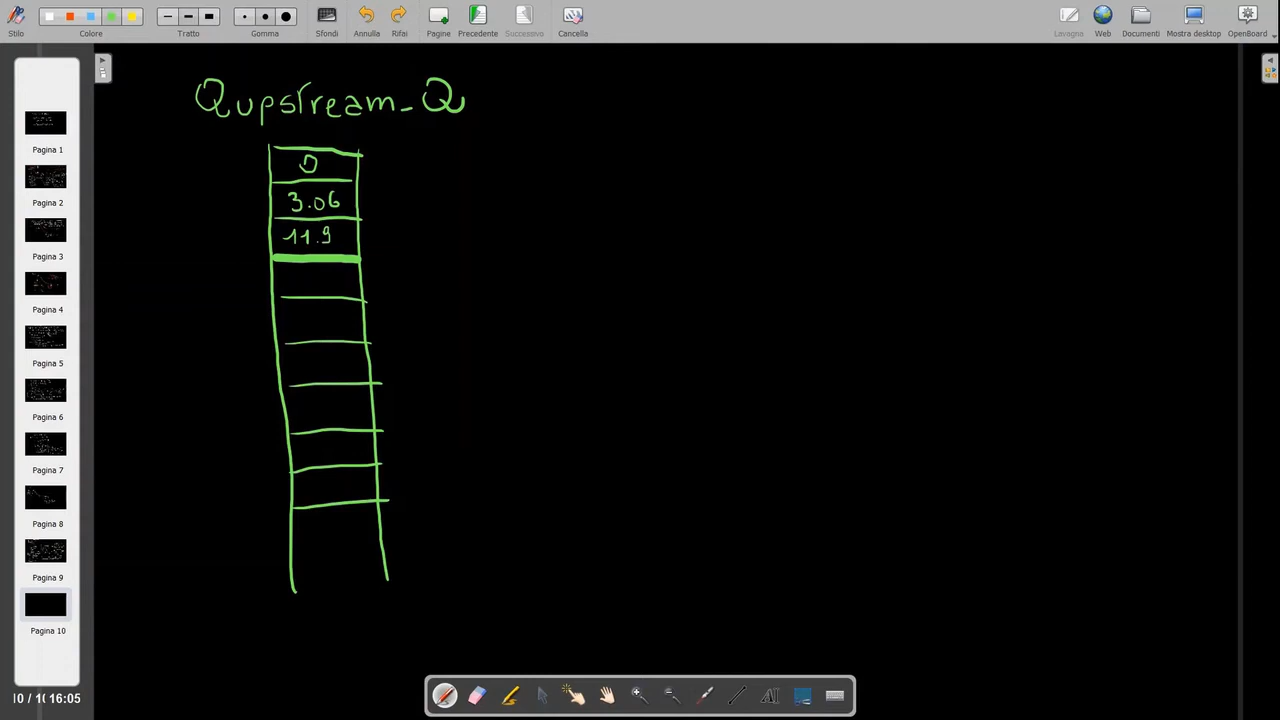 Stilo
Colore
Tratto
Gomma
Sfondi
Annulla
Rifai
Pagine
Precedente
Successivo
Cancella
Lavagna
Web
Documenti
Mostra desktop
OpenBoard
Qupstream_Q
0
3.06
11.9
Pagina 1
Pagina 2
Pagina 3
Pagina 4
Pagina 5
Pagina 6
Pagina 7
Pagina 8
Pagina 9
Pagina 10
16:05